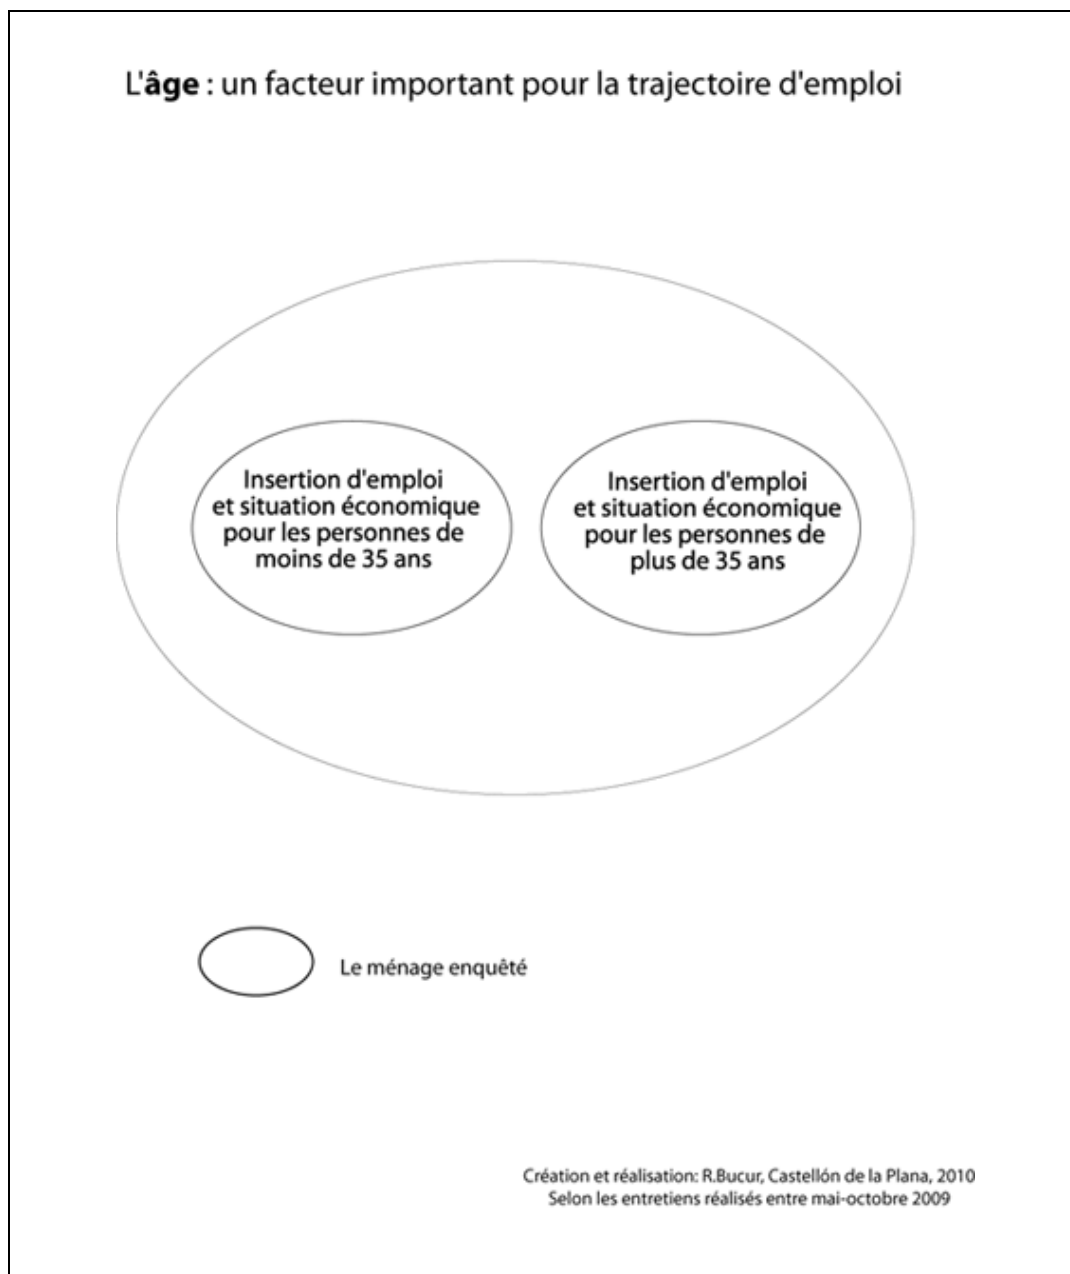 L'âge : un facteur important pour la trajectoire d'emploi
Insertion d'emploi
et situation économique
pour les personnes de
moins de 35 ans
Insertion d'emploi
et situation économique
pour les personnes de
plus de 35 ans
Le ménage enquêté
Création et réalisation: R.Bucur, Castellón de la Plana, 2010
Selon les entretiens réalisés entre mai-octobre 2009